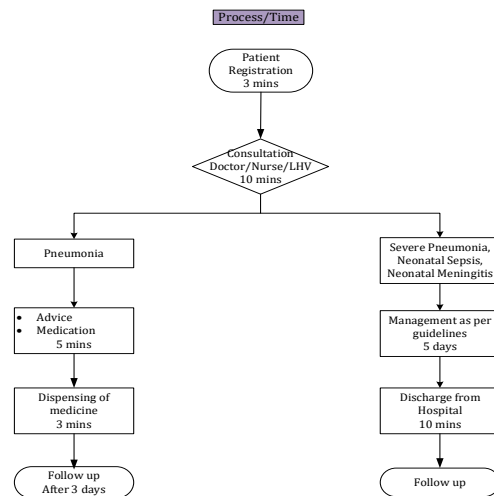 Process/Time
Patient
Registration
3 mins
Consultation
Doctor/Nurse/LHV
10 mins
Pneumonia
• Advice
• Medication
5 mins
Dispensing of
medicine
3 mins
Follow up
After 3 days
Severe Pneumonia,
Neonatal Sepsis,
Neonatal Meningitis
Management as per
guidelines
5 days
Discharge from
Hospital
10 mins
Follow up